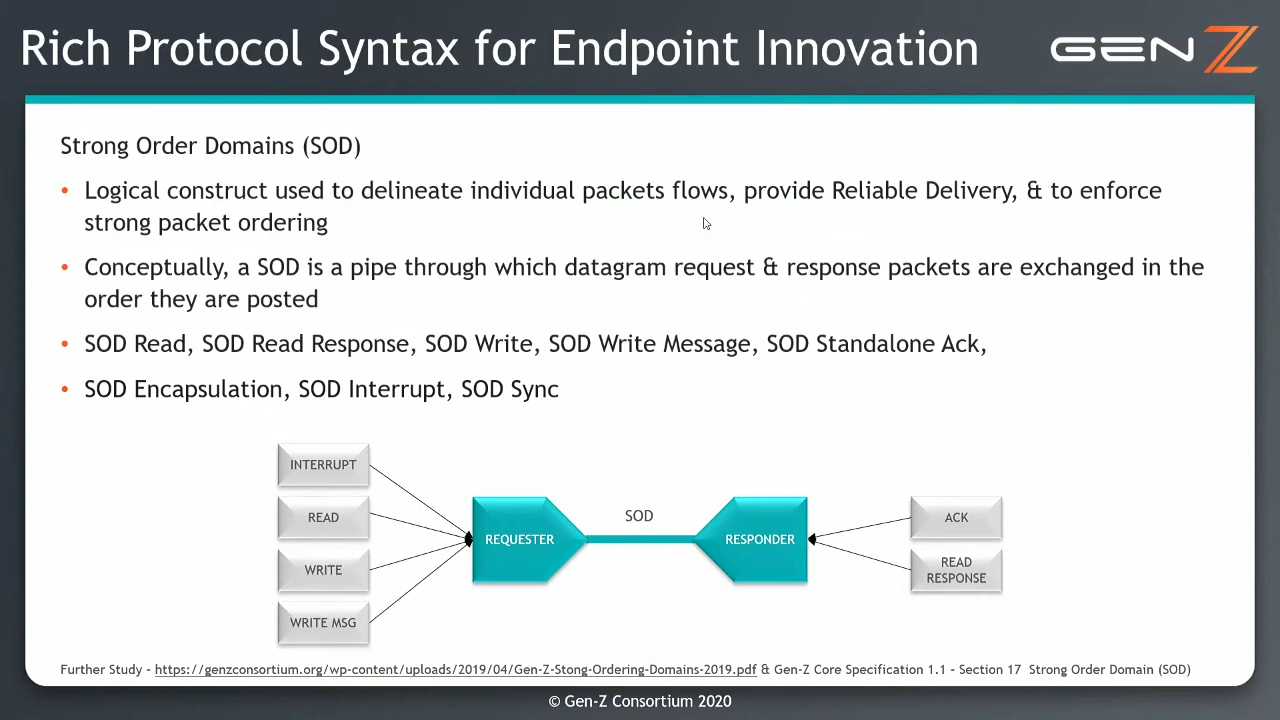 Rich Protocol Syntax for Endpoint Innovation
GEN Z
Strong Order Domains (SOD)
• Logical construct used to delineate individual packets flows, provide Reliable Delivery, & to enforce
strong packet ordering
• Conceptually, a SOD is a pipe through which datagram request & response packets are exchanged in the
order they are posted
• SOD Read, SOD Read Response, SOD Write, SOD Write Message, SOD Standalone Ack,
• SOD Encapsulation, SOD Interrupt, SOD Sync
INTERRUPT
READ
WRITE
WRITE MSG
REQUESTER
SOD
RESPONDER
ACK
READ
RESPONSE
Further Study - https://genzconsortium.org/wp-content/uploads/2019/04/Gen-Z-Stong-Ordering-Domains-2019.pdf & Gen-Z Core Specification 1.1 - Section 17 Strong Order Domain (SOD)
© Gen-Z Consortium 2020